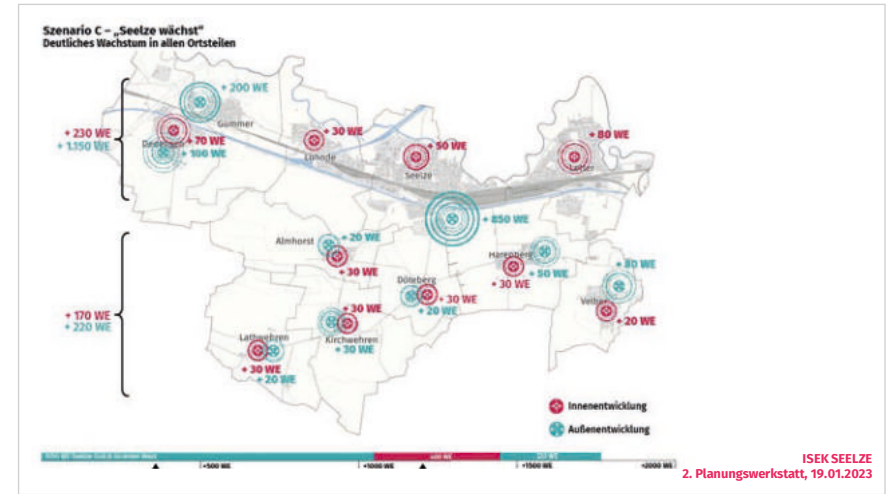 Szenario C – „Seelze wächst“
Deutliches Wachstum in allen Ortsteilen
+ 200 WE
Gümmer
+ 230 WE
+ 1.150 WE
+ 70 WE
+ 100 WE
+ 30 WE
Lohnde
+ 50 WE
Seelze
+ 80 WE
Letter
+ 850 WE
Almhorst
+ 20 WE
+ 30 WE
Harenberg
+ 50 WE
+ 30 WE
+ 80 WE
Velber
+ 20 WE
Döteberg
+ 30 WE
+ 20 WE
+ 170 WE
+ 220 WE
+ 30 WE
Kirchwehren
+ 30 WE
Lathwehren
+ 30 WE
+ 20 WE
Innenentwicklung
Außenentwicklung
+500 WE
+1000 WE
+1500 WE
+2000 WE
ISEK SEELZE
2. Planungswerkstatt, 19.01.2023